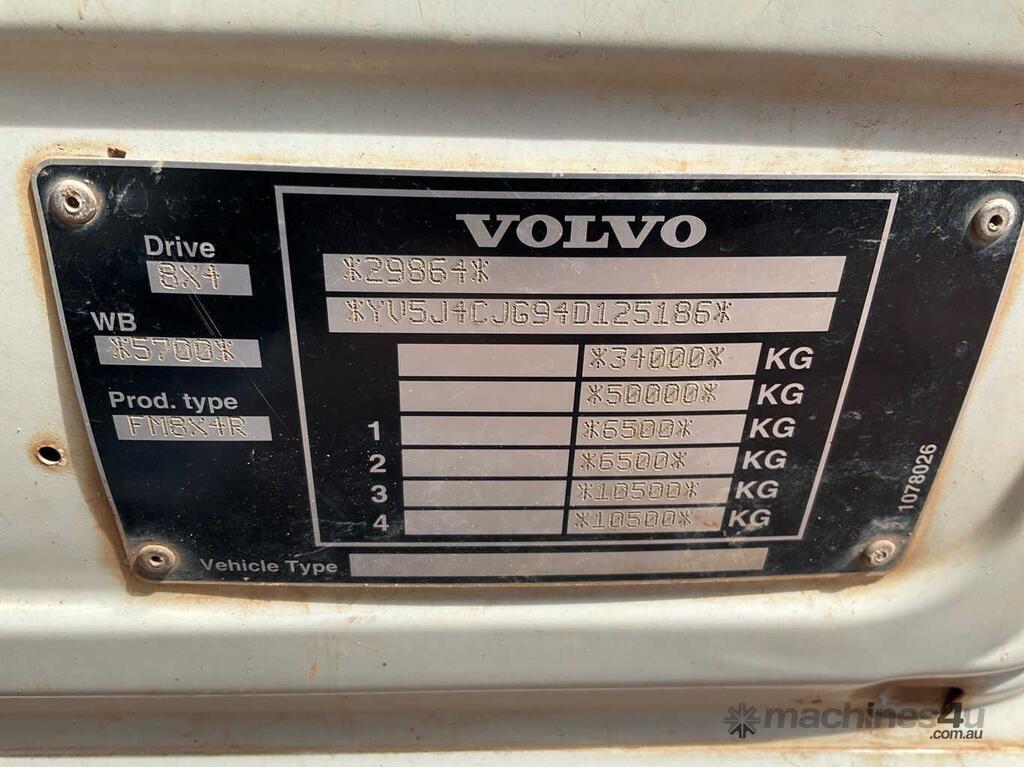 VOLVO
Drive
8X4
*29864*
*YV5J4CJG94D125186*
WB
*5700*
*34000* KG
*50000* KG
Prod. type
FM8X4R
1 *6500* KG
2 *6500* KG
3 *10500* KG
4 *10500* KG
1078026
Vehicle Type
machines4u
.com.au